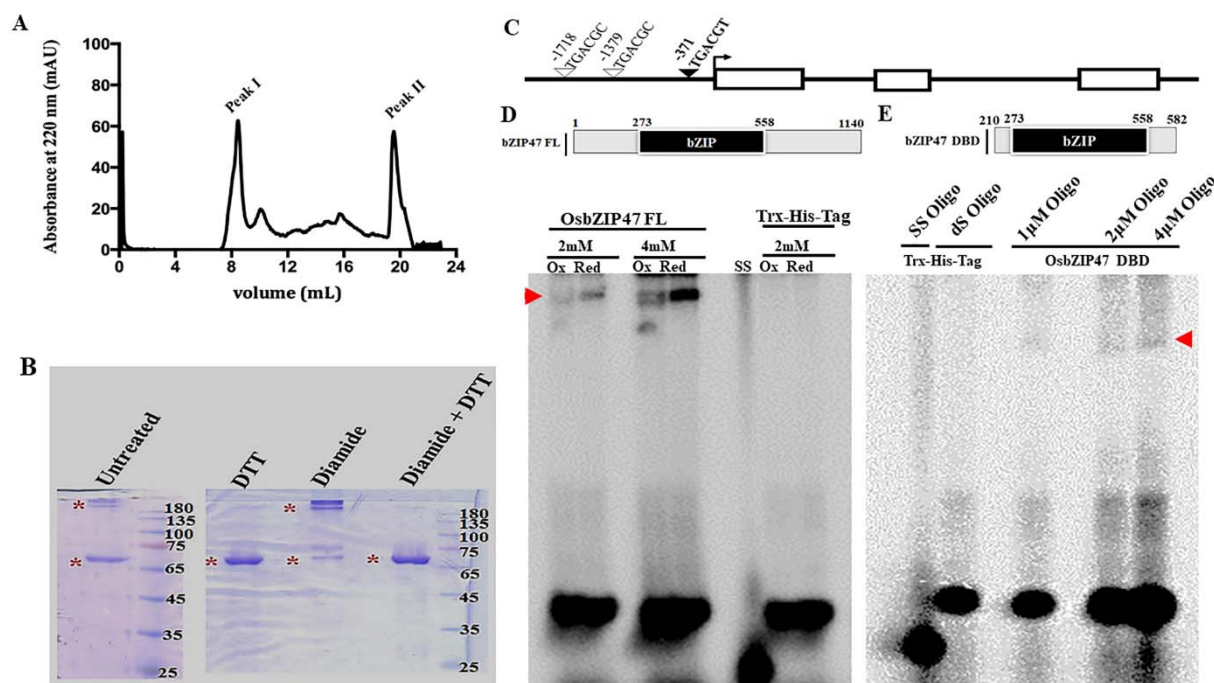 A
Absorbance at 220 nm (mAU)
100
80
60
40
20
0
Peak I
Peak II
0 4 8 12 16 20 24
volume (mL)
B
Untreated
DTT
Diamide
Diamide + DTT
*
*
180
135
100
75
65
45
35
25
*
*
*
*
180
135
100
75
65
45
35
25
C
-1718
TGACGC
-1379
TGACGC
-371
TGACGT
D
1 273 558 1140
bZIP47 FL
bZIP
OsbZIP47 FL
Trx-His-Tag
2mM 4mM 2mM
Ox Red Ox Red SS Ox Red
E
210 273 558 582
bZIP47 DBD
bZIP
SS Oligo
dS Oligo
1µM Oligo
2µM Oligo
4µM Oligo
Trx-His-Tag
OsbZIP47 DBD